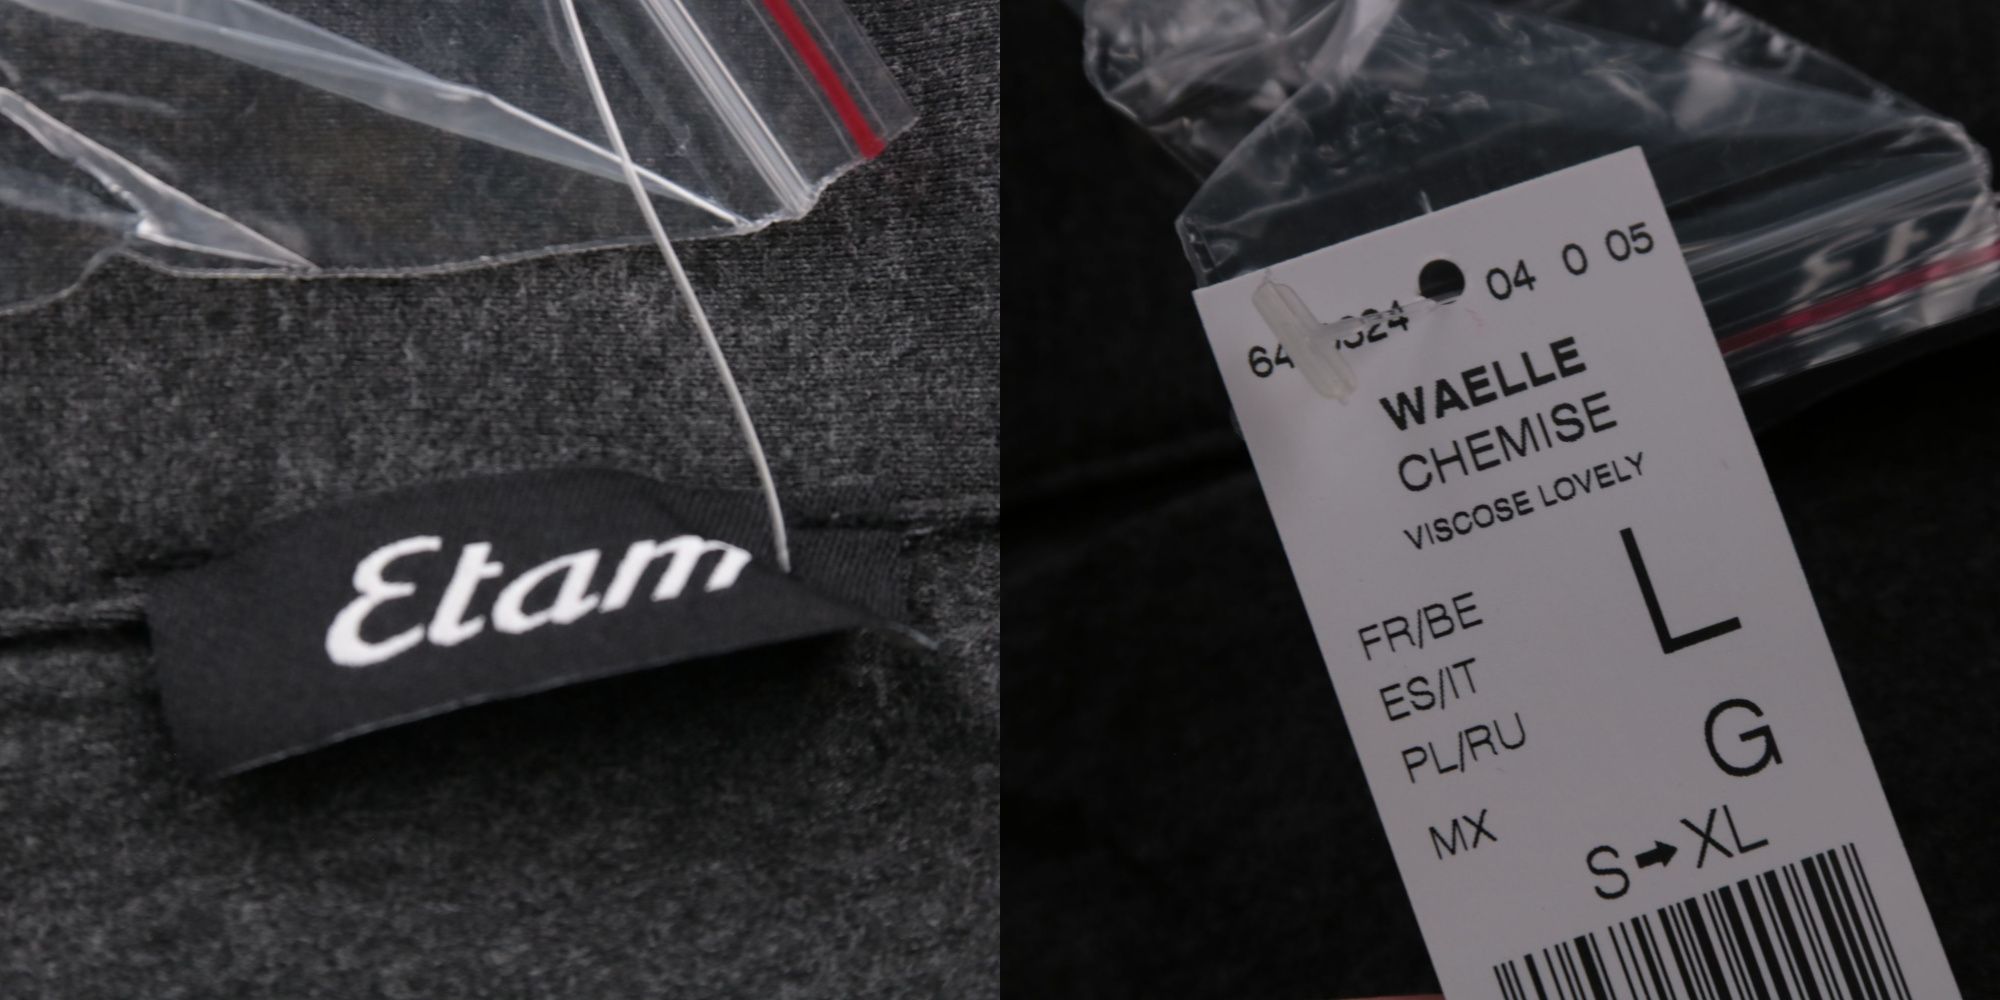 Etam
04 0 05
WAELLE
CHEMISE
VISCOSE LOVELY
FR/BE
ES/IT
PL/RU
L
MX
G
S➡XL